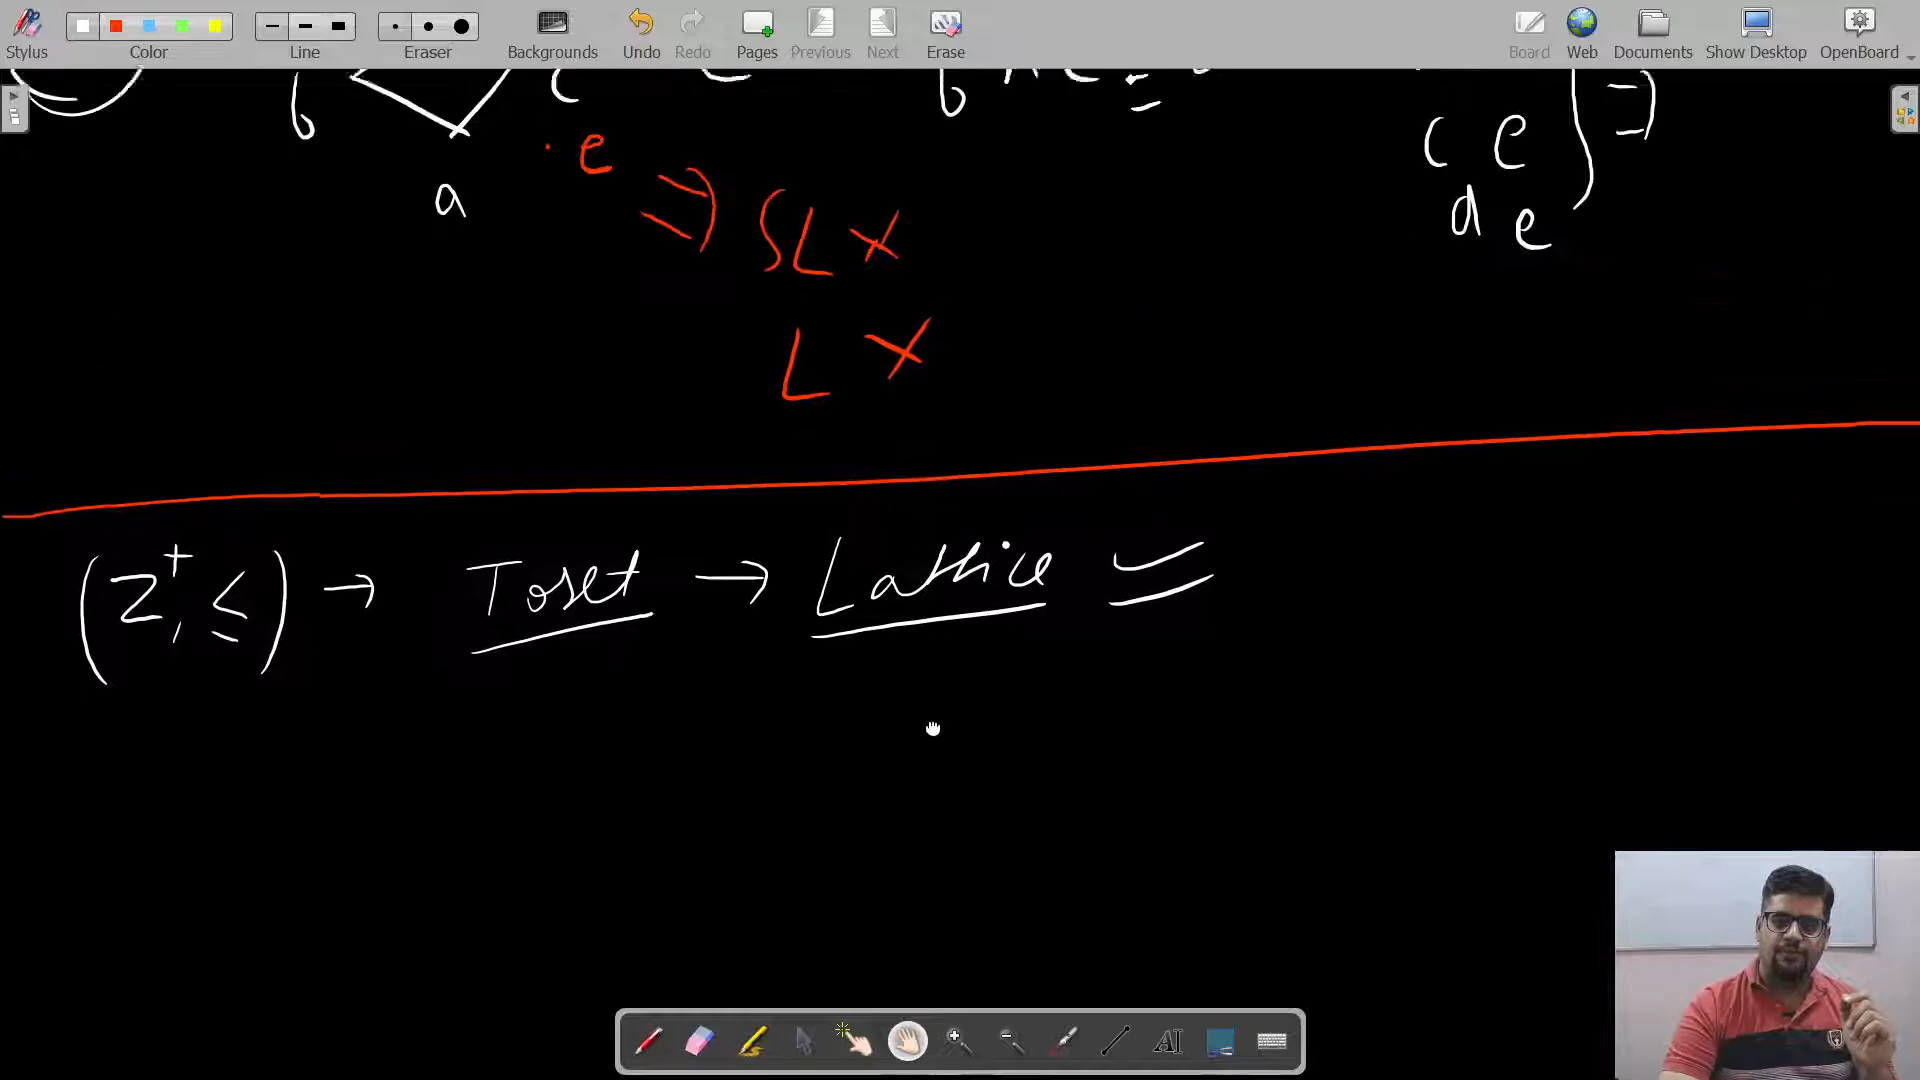 Stylus Color Line Eraser Backgrounds Undo Redo Pages Previous Next Erase Board Web Documents Show Desktop OpenBoard
b c
a
e ⇒ SL ×
L ×
c e
d e
(Z⁺, ≤) → Toset → Lattice
AI